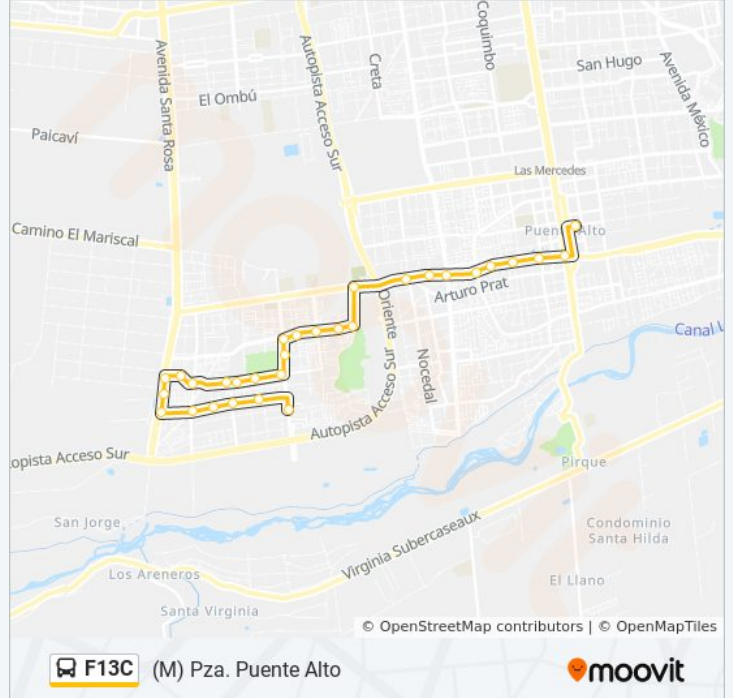 Coquimbo
Avenida Santa Rosa
Autopista Acceso Sur
Creta
San Hugo
Avenida México
El Ombú
Paicaví
Las Mercedes
Camino El Mariscal
Puente Alto
Arturo Prat
Oriente
Canal L
Acceso Sur
Nocedal
Autopista Acceso
opista Acceso Sur
Pirque
San Jorge
Virginia Subercaseaux
Condominio
Santa Hilda
Los Areneros
El Llano
Santa Virginia
© OpenStreetMap contributors | © OpenMapTiles
F13C (M) Pza. Puente Alto
moovit